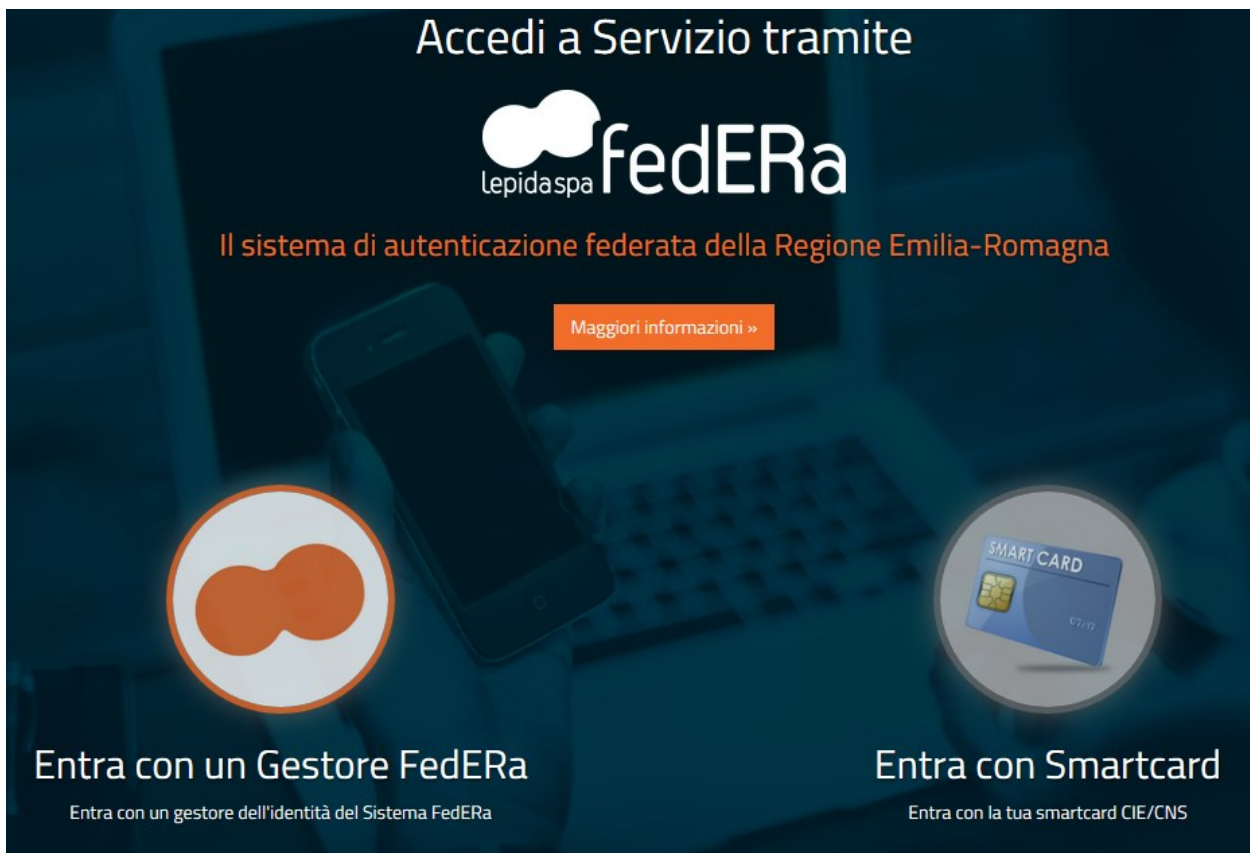 Accedi a Servizio tramite
lepidaspa fedERa
Il sistema di autenticazione federata della Regione Emilia-Romagna
Maggiori informazioni »
SMART CARD
07/12
Entra con un Gestore FedERa
Entra con un gestore dell'identità del Sistema FedERa
Entra con Smartcard
Entra con la tua smartcard CIE/CNS